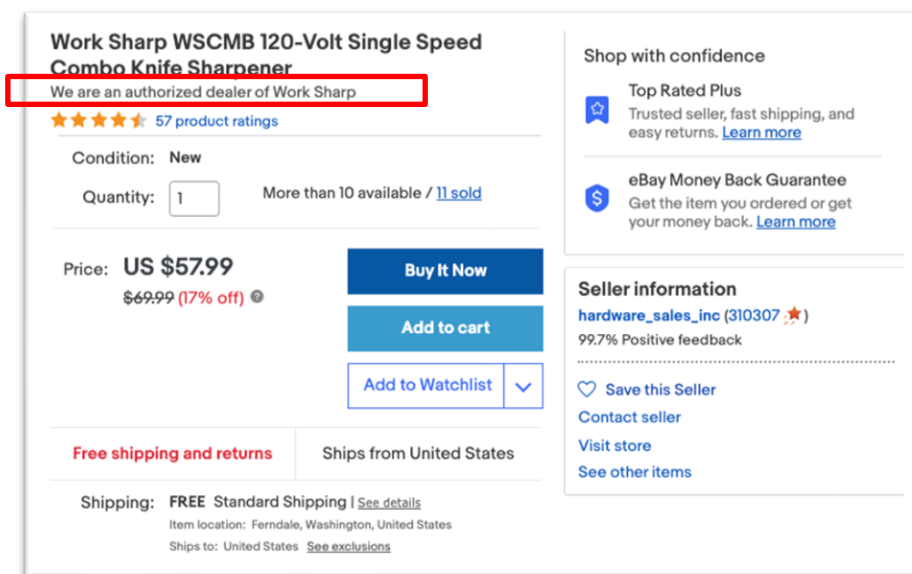 Work Sharp WSCMB 120-Volt Single Speed
Combo Knife Sharpener
We are an authorized dealer of Work Sharp
57 product ratings
Condition: New
Quantity: 1
More than 10 available / 11 sold
Price: US $57.99
$69.99 (17% off)
Buy It Now
Add to cart
Add to Watchlist
Free shipping and returns
Ships from United States
Shipping: FREE Standard Shipping | See details
Item location: Ferndale, Washington, United States
Ships to: United States See exclusions
Shop with confidence
Top Rated Plus
Trusted seller, fast shipping, and
easy returns. Learn more
eBay Money Back Guarantee
Get the item you ordered or get
your money back. Learn more
Seller information
hardware_sales_inc (310307)
99.7% Positive feedback
Save this Seller
Contact seller
Visit store
See other items